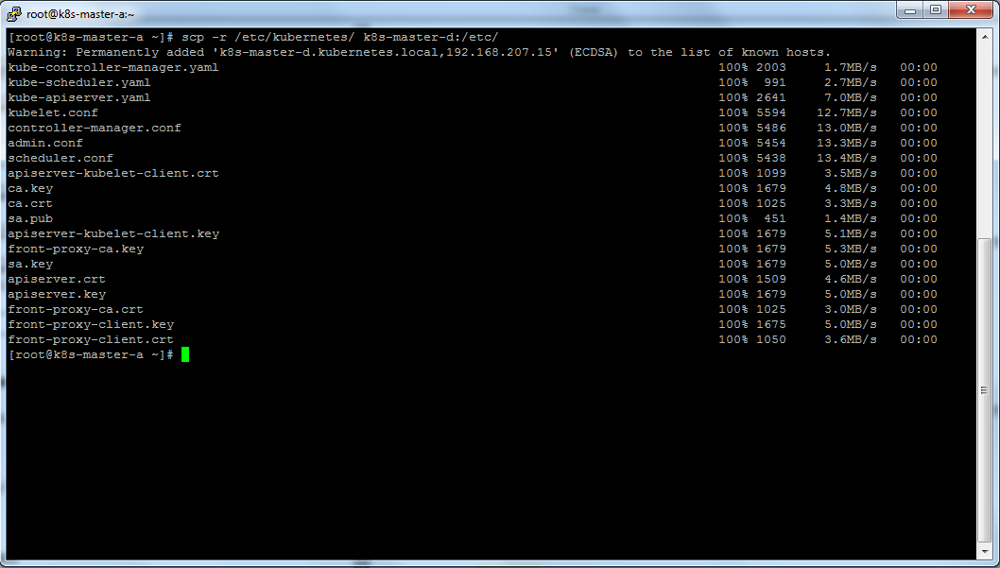 root@k8s-master-a:~
[root@k8s-master-a ~]# scp -r /etc/kubernetes/ k8s-master-d:/etc/
Warning: Permanently added 'k8s-master-d.kubernetes.local,192.168.207.15' (ECDSA) to the list of known hosts.
kube-controller-manager.yaml 100% 2003 1.7MB/s 00:00
kube-scheduler.yaml 100% 991 2.7MB/s 00:00
kube-apiserver.yaml 100% 2641 7.0MB/s 00:00
kubelet.conf 100% 5594 12.7MB/s 00:00
controller-manager.conf 100% 5486 13.0MB/s 00:00
admin.conf 100% 5454 13.3MB/s 00:00
scheduler.conf 100% 5438 13.4MB/s 00:00
apiserver-kubelet-client.crt 100% 1099 3.5MB/s 00:00
ca.key 100% 1679 4.8MB/s 00:00
ca.crt 100% 1025 3.3MB/s 00:00
sa.pub 100% 451 1.4MB/s 00:00
apiserver-kubelet-client.key 100% 1679 5.1MB/s 00:00
front-proxy-ca.key 100% 1679 5.3MB/s 00:00
sa.key 100% 1679 5.0MB/s 00:00
apiserver.crt 100% 1509 4.6MB/s 00:00
apiserver.key 100% 1679 5.0MB/s 00:00
front-proxy-ca.crt 100% 1025 3.0MB/s 00:00
front-proxy-client.key 100% 1675 5.0MB/s 00:00
front-proxy-client.crt 100% 1050 3.6MB/s 00:00
[root@k8s-master-a ~]#